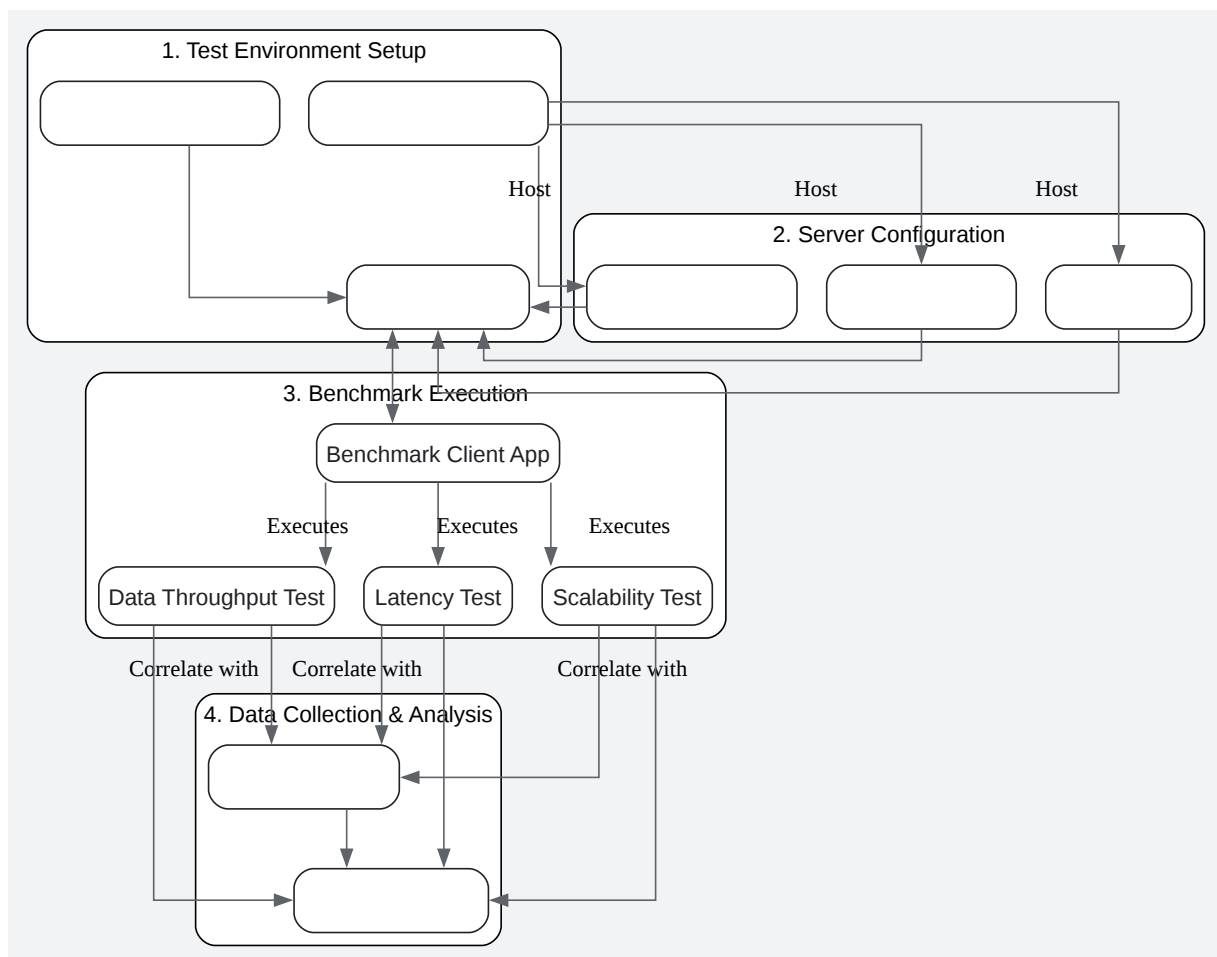 1. Test Environment Setup
Host
Host
Host
2. Server Configuration
3. Benchmark Execution
Benchmark Client App
Executes
Executes
Executes
Data Throughput Test
Latency Test
Scalability Test
Correlate with
Correlate with
Correlate with
4. Data Collection & Analysis